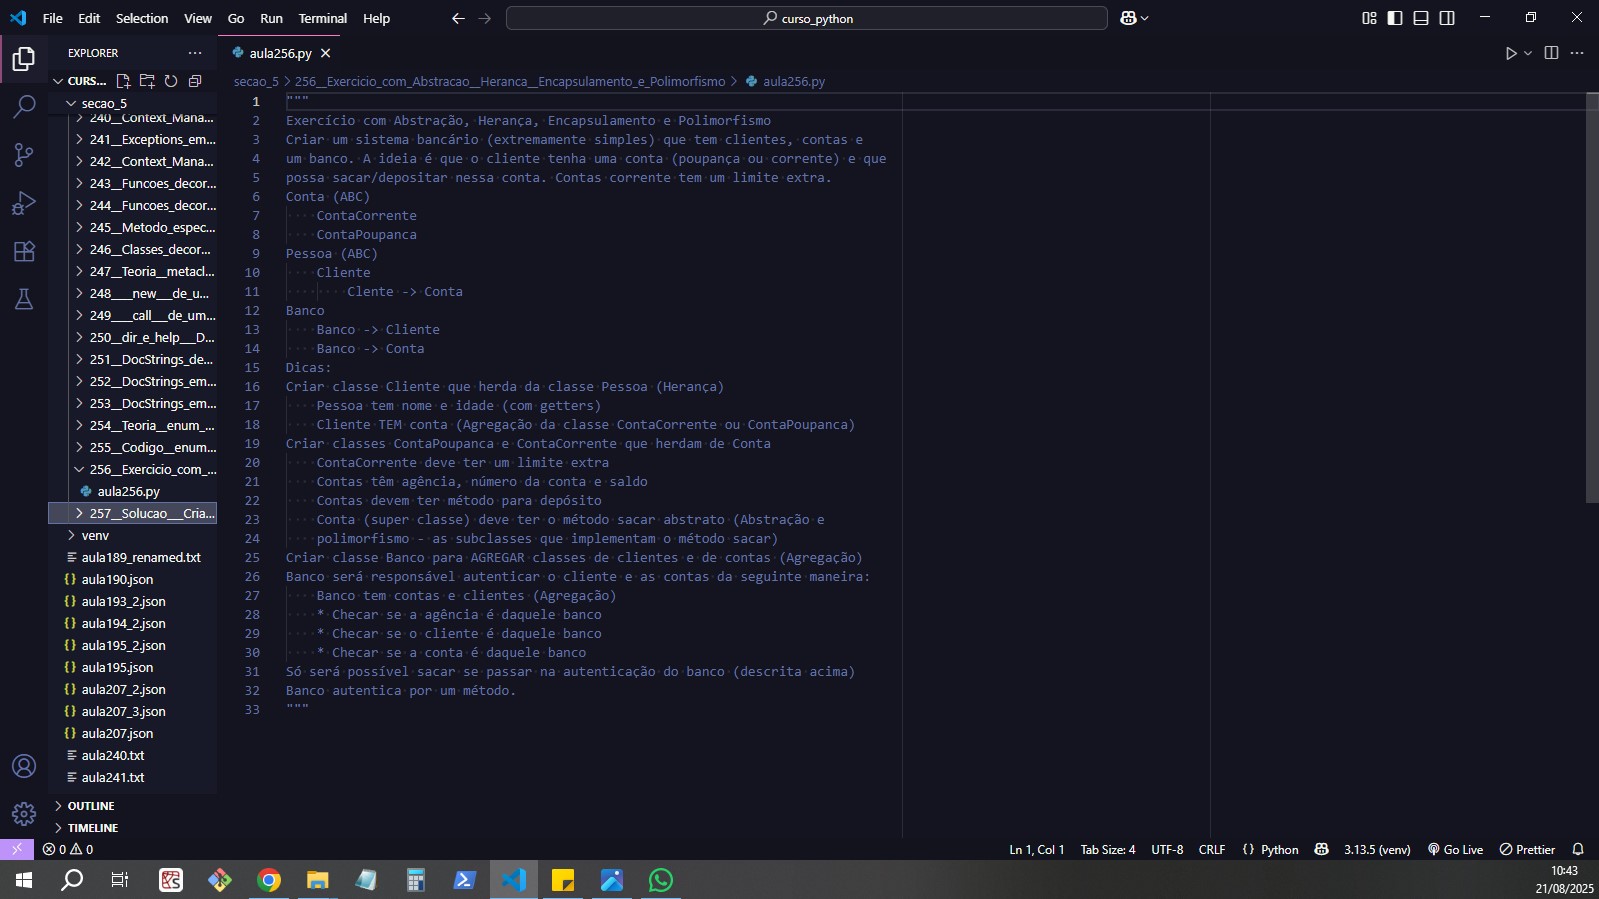 File Edit Selection View Go Run Terminal Help
curso_python
EXPLORER
aula256.py
CURS...
secao_5 > 256__Exercicio_com_Abstracao__Heranca__Encapsulamento_e_Polimorfismo > aula256.py
secao_5
240__Context_Mana...
241__Exceptions_em...
242__Context_Mana...
243__Funcoes_decor...
244__Funcoes_decor...
245__Metodo_espec...
246__Classes_decor...
247__Teoria__metacl...
248___new__de_u...
249___call__de_um...
250__dir_e_help__D...
251__DocStrings_de...
252__DocStrings_em...
253__DocStrings_em...
254__Teoria__enum_...
255__Codigo__enum...
256__Exercicio_com_...
aula256.py
257__Solucao___Cria...
venv
aula189_renamed.txt
aula190.json
aula193_2.json
aula194_2.json
aula195_2.json
aula195.json
aula207_2.json
aula207_3.json
aula207.json
aula240.txt
aula241.txt
OUTLINE
TIMELINE
1 """
2 Exercício com Abstração, Herança, Encapsulamento e Polimorfismo
3 Criar um sistema bancário (extremamente simples) que tem clientes, contas e
4 um banco. A ideia é que o cliente tenha uma conta (poupança ou corrente) e que
5 possa sacar/depositar nessa conta. Contas corrente tem um limite extra.
6 Conta (ABC)
7     ContaCorrente
8     ContaPoupanca
9 Pessoa (ABC)
10     Cliente
11         Clente -> Conta
12 Banco
13     Banco -> Cliente
14     Banco -> Conta
15 Dicas:
16 Criar classe Cliente que herda da classe Pessoa (Herança)
17     Pessoa tem nome e idade (com getters)
18     Cliente TEM conta (Agregação da classe ContaCorrente ou ContaPoupanca)
19 Criar classes ContaPoupanca e ContaCorrente que herdam de Conta
20     ContaCorrente deve ter um limite extra
21     Contas têm agência, número da conta e saldo
22     Contas devem ter método para depósito
23     Conta (super classe) deve ter o método sacar abstrato (Abstração e
24     polimorfismo - as subclasses que implementam o método sacar)
25 Criar classe Banco para AGREGAR classes de clientes e de contas (Agregação)
26 Banco será responsável autenticar o cliente e as contas da seguinte maneira:
27     Banco tem contas e clientes (Agregação)
28     * Checar se a agência é daquele banco
29     * Checar se o cliente é daquele banco
30     * Checar se a conta é daquele banco
31 Só será possível sacar se passar na autenticação do banco (descrita acima)
32 Banco autentica por um método.
33 """
0 0 Ln 1, Col 1 Tab Size: 4 UTF-8 CRLF {} Python 3.13.5 (venv) Go Live Prettier
10:43
21/08/2025